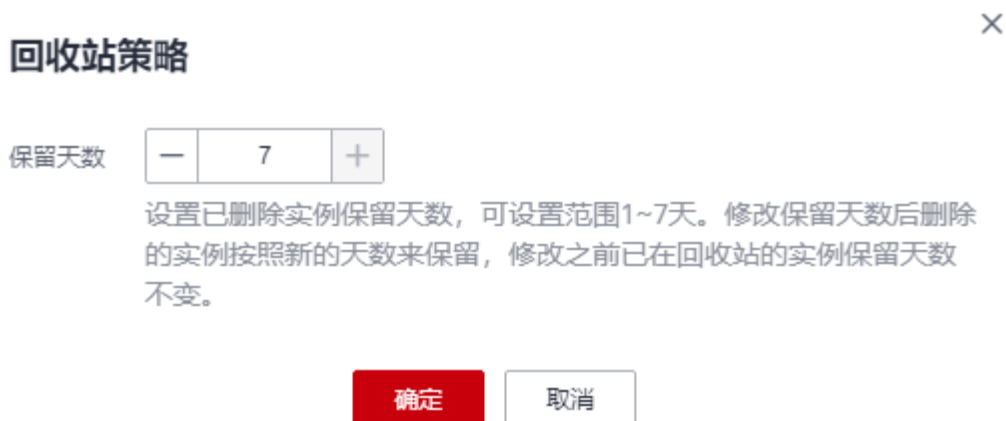 回收站策略
保留天数
7
设置已删除实例保留天数，可设置范围1~7天。修改保留天数后删除
的实例按照新的天数来保留，修改之前已在回收站的实例保留天数
不变。
确定
取消